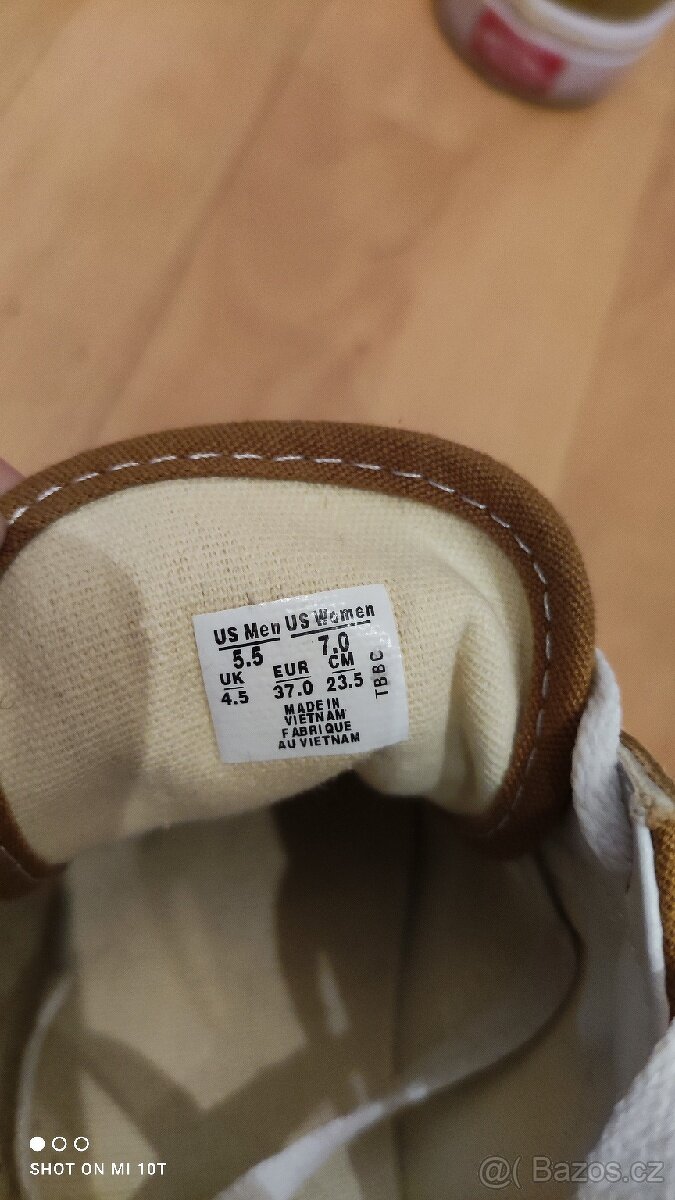 US Men US Women
5.5 7.0
UK EUR CM
4.5 37.0 23.5
TBBC
MADE IN
VIETNAM
FABRIQUE
AU VIETNAM
SHOT ON MI 10T
@( Bazos.cz